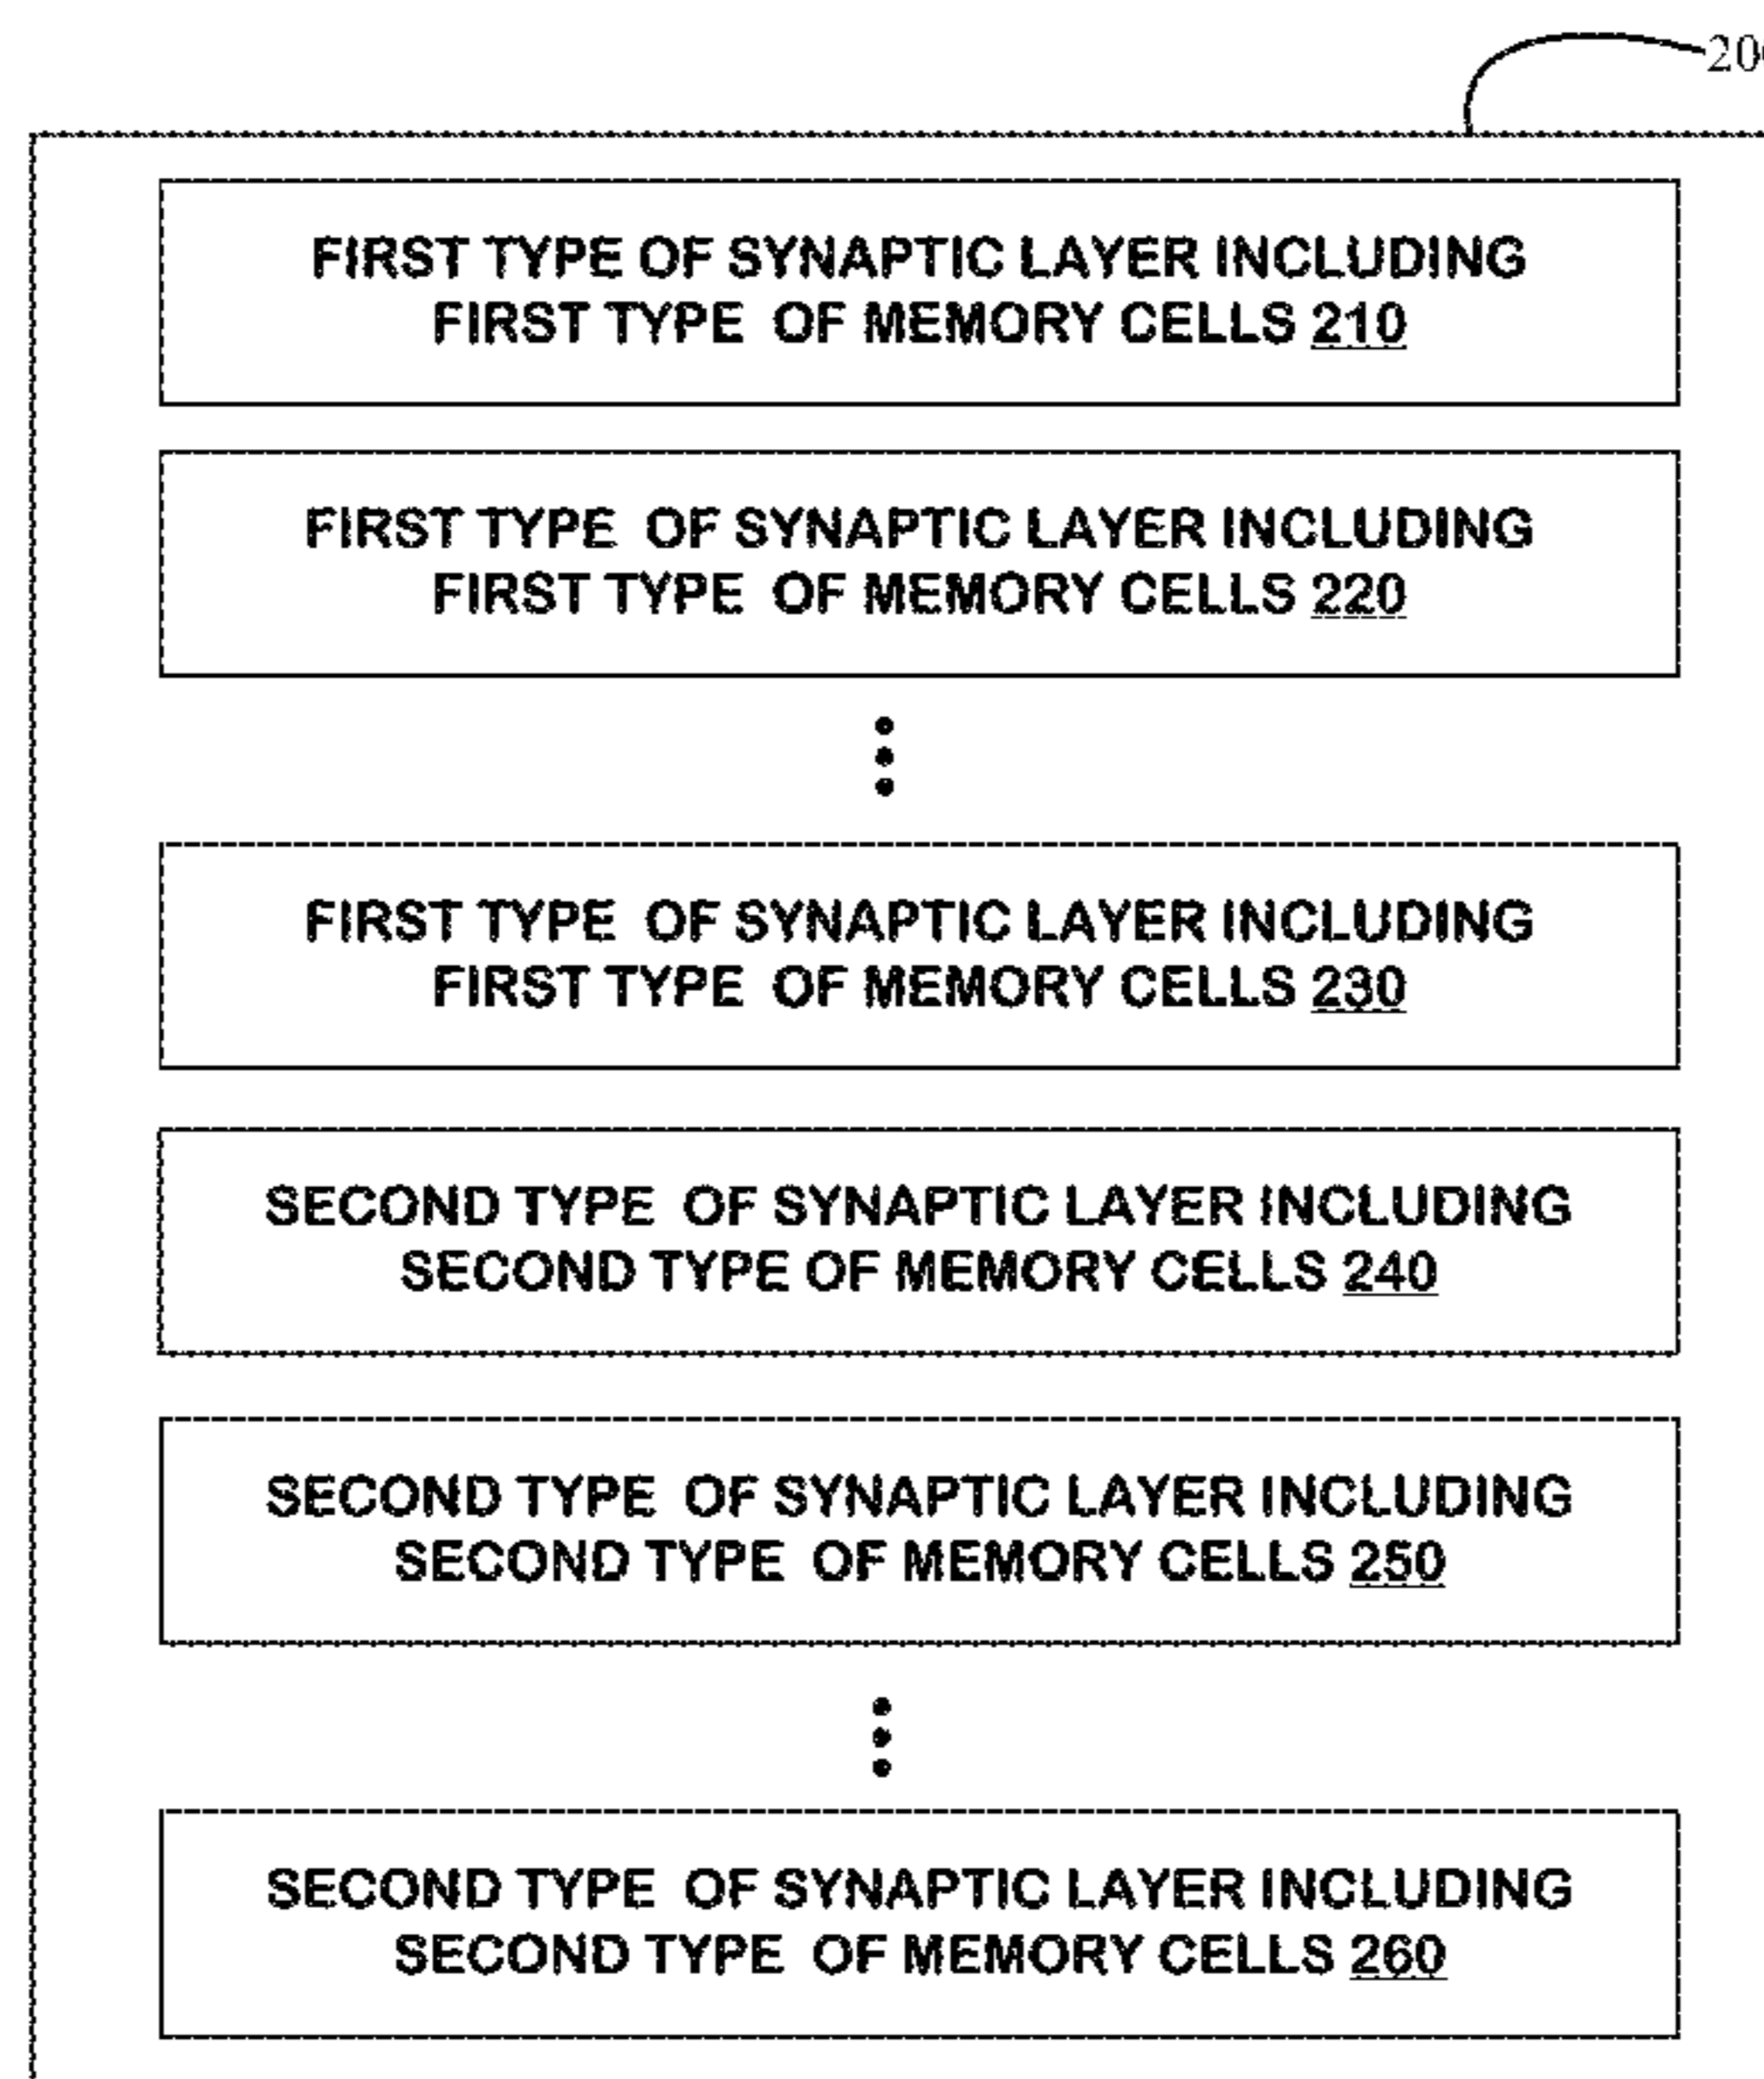 FIRST TYPE OF SYNAPTIC LAYER INCLUDING
FIRST TYPE OF MEMORY CELLS 210
FIRST TYPE OF SYNAPTIC LAYER INCLUDING
FIRST TYPE OF MEMORY CELLS 220
FIRST TYPE OF SYNAPTIC LAYER INCLUDING
FIRST TYPE OF MEMORY CELLS 230
SECOND TYPE OF SYNAPTIC LAYER INCLUDING
SECOND TYPE OF MEMORY CELLS 240
SECOND TYPE OF SYNAPTIC LAYER INCLUDING
SECOND TYPE OF MEMORY CELLS 250
SECOND TYPE OF SYNAPTIC LAYER INCLUDING
SECOND TYPE OF MEMORY CELLS 260